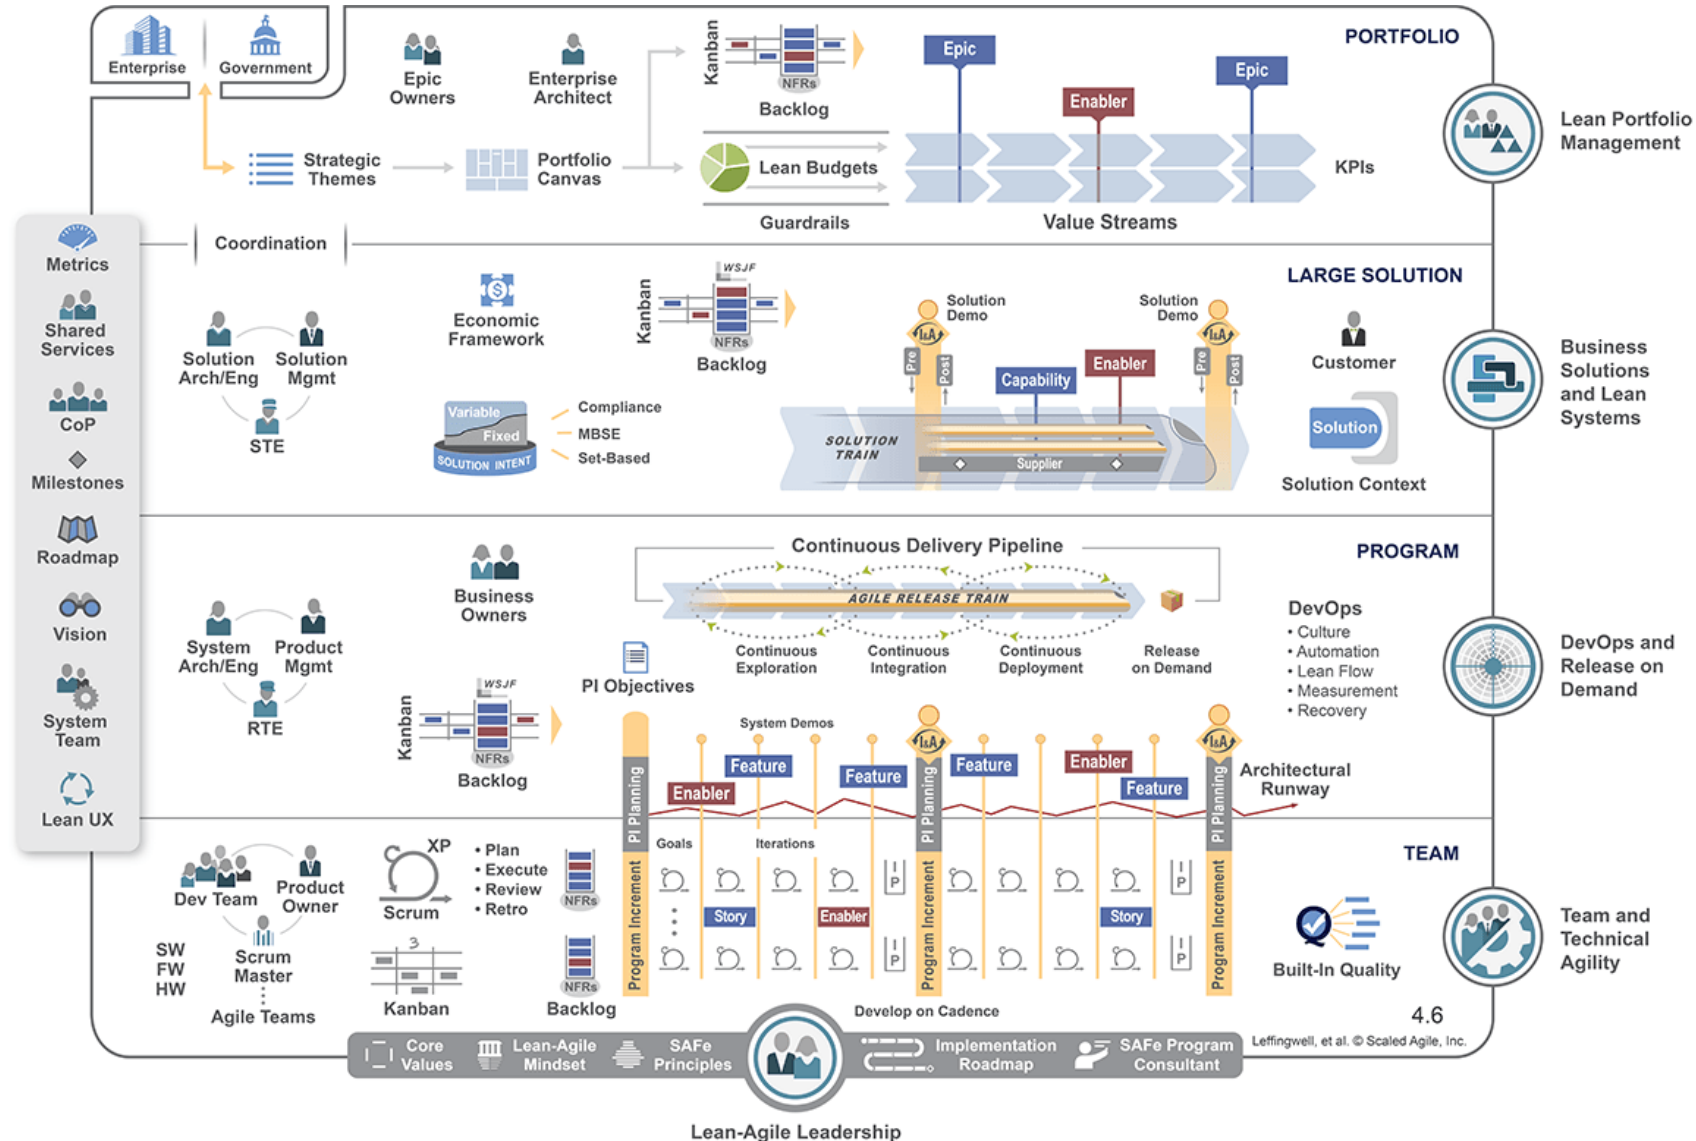 Enterprise
Government
Epic
Owners
Enterprise
Architect
Kanban
NFRs
Backlog
Epic
Enabler
Epic
PORTFOLIO
Lean Portfolio
Management
Strategic
Themes
Portfolio
Canvas
Lean Budgets
Guardrails
Value Streams
KPIs
Coordination
Metrics
Shared
Services
CoP
Milestones
Roadmap
Vision
System
Team
Lean UX
LARGE SOLUTION
Solution
Arch/Eng
Solution
Mgmt
STE
Economic
Framework
Variable
Fixed
SOLUTION INTENT
Compliance
MBSE
Set-Based
Kanban
WSJF
NFRs
Backlog
Solution
Demo
I&A
Pre
Post
Capability
Enabler
Solution
Demo
I&A
Pre
Post
SOLUTION
TRAIN
Supplier
Customer
Solution
Solution Context
Business
Solutions
and Lean
Systems
PROGRAM
System
Arch/Eng
Product
Mgmt
RTE
Business
Owners
Kanban
WSJF
NFRs
Backlog
Continuous Delivery Pipeline
AGILE RELEASE TRAIN
Continuous
Exploration
Continuous
Integration
Continuous
Deployment
Release
on Demand
PI Objectives
DevOps
• Culture
• Automation
• Lean Flow
• Measurement
• Recovery
DevOps and
Release on
Demand
System Demos
I&A
I&A
Enabler
Feature
Feature
Feature
Enabler
Feature
Architectural
Runway
PI Planning
PI Planning
PI Planning
TEAM
Dev Team
Product
Owner
Scrum
Master
Agile Teams
SW
FW
HW
XP
Scrum
• Plan
• Execute
• Review
• Retro
3
Kanban
NFRs
NFRs
Backlog
Program Increment
Program Increment
Program Increment
Goals
Iterations
Story
Enabler
Story
I
P
I
P
I
P
I
P
Develop on Cadence
Built-In Quality
Team and
Technical
Agility
4.6
Leffingwell, et al. © Scaled Agile, Inc.
Core
Values
Lean-Agile
Mindset
SAFe
Principles
Implementation
Roadmap
SAFe Program
Consultant
Lean-Agile Leadership